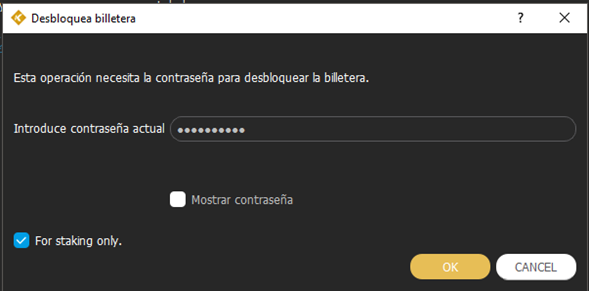 Desbloquea billetera
Esta operación necesita la contraseña para desbloquear la billetera.
Introduce contraseña actual ●●●●●●●●●●
Mostrar contraseña
For staking only.
OK CANCEL